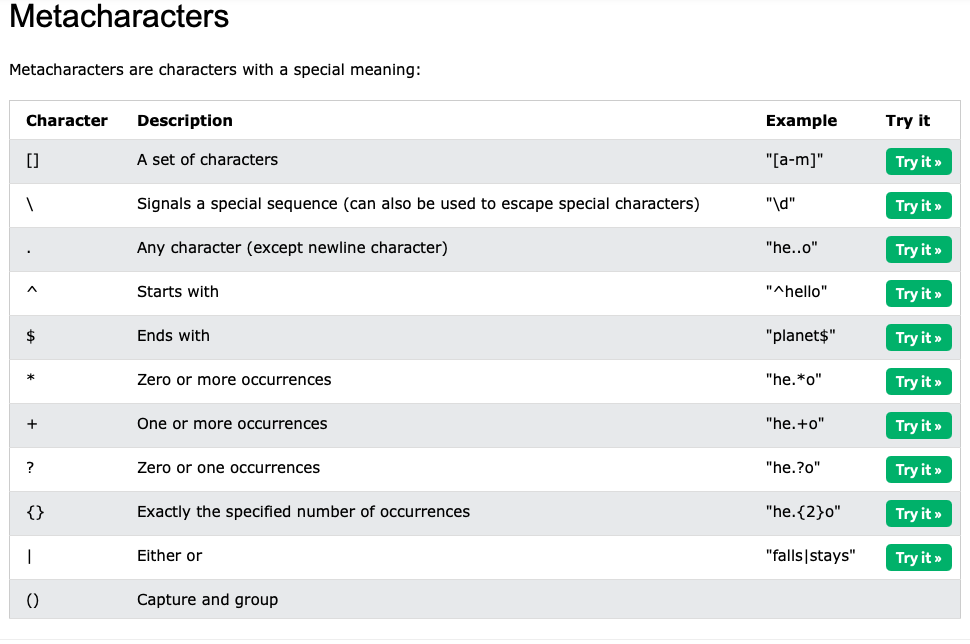 Metacharacters
Metacharacters are characters with a special meaning:
Character Description Example Try it
[] A set of characters "[a-m]" Try it »
\ Signals a special sequence (can also be used to escape special characters) "\d" Try it »
. Any character (except newline character) "he..o" Try it »
^ Starts with "^hello" Try it »
$ Ends with "planet$" Try it »
* Zero or more occurrences "he.*o" Try it »
+ One or more occurrences "he.+o" Try it »
? Zero or one occurrences "he.?o" Try it »
{} Exactly the specified number of occurrences "he.{2}o" Try it »
| Either or "falls|stays" Try it »
() Capture and group